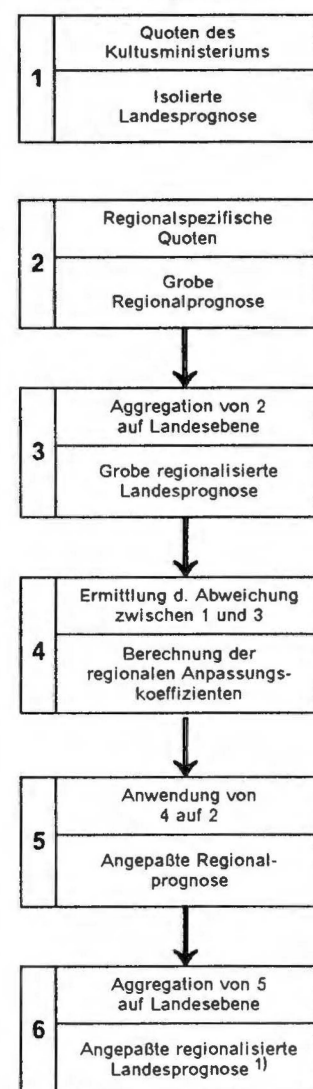 1
Quoten des
Kultusministeriums
Isolierte
Landesprognose
2
Regionalspezifische
Quoten
Grobe
Regionalprognose
3
Aggregation von 2
auf Landesebene
Grobe regionalisierte
Landesprognose
4
Ermittlung d. Abweichung
zwischen 1 und 3
Berechnung der
regionalen Anpassungs-
koeffizienten
5
Anwendung von
4 auf 2
Angepaßte Regional-
prognose
6
Aggregation von 5
auf Landesebene
Angepaßte regionalisierte
Landesprognose 1)